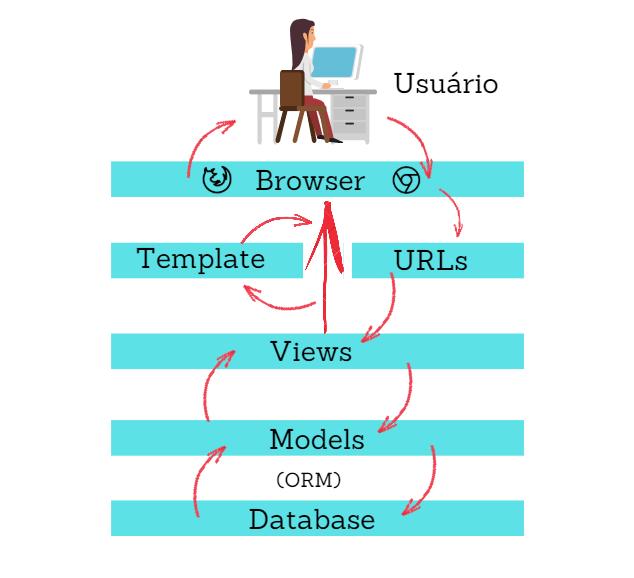 Usuário
Browser
Template
URLs
Views
Models
(ORM)
Database